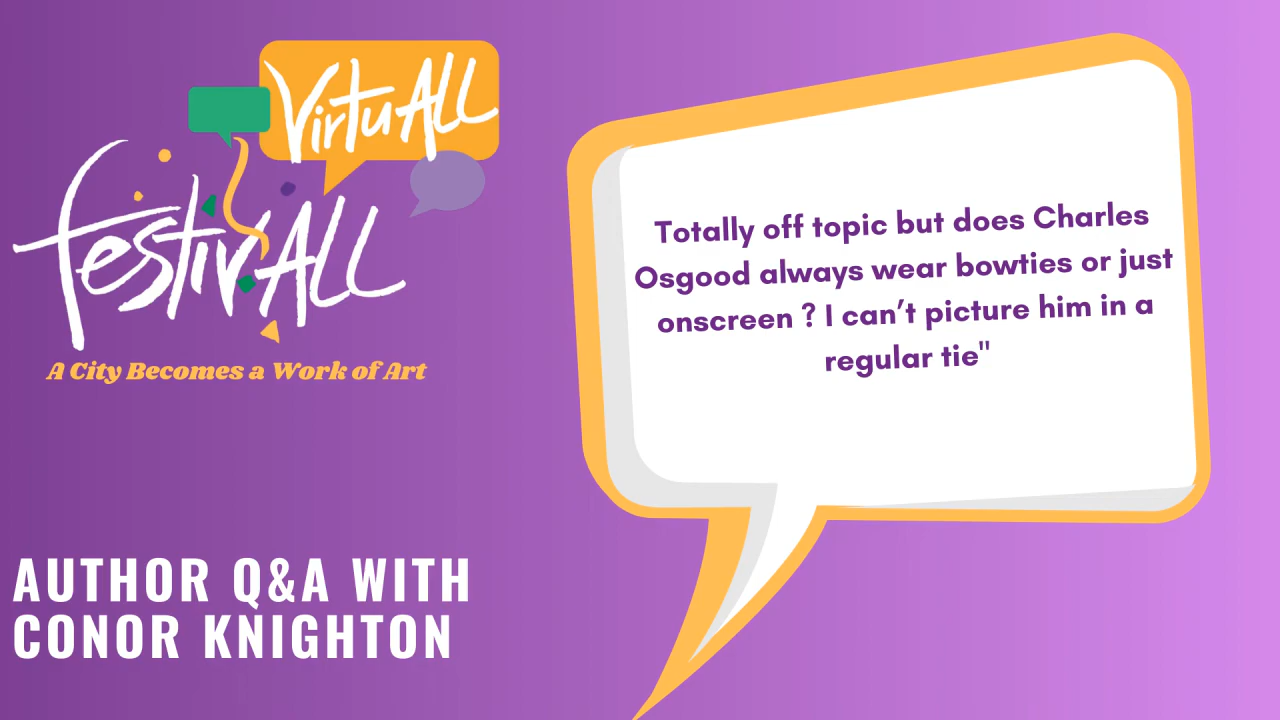 VirtuALL
festivALL
A City Becomes a Work of Art
AUTHOR Q&A WITH
CONOR KNIGHTON
Totally off topic but does Charles
Osgood always wear bowties or just
onscreen ? I can’t picture him in a
regular tie"